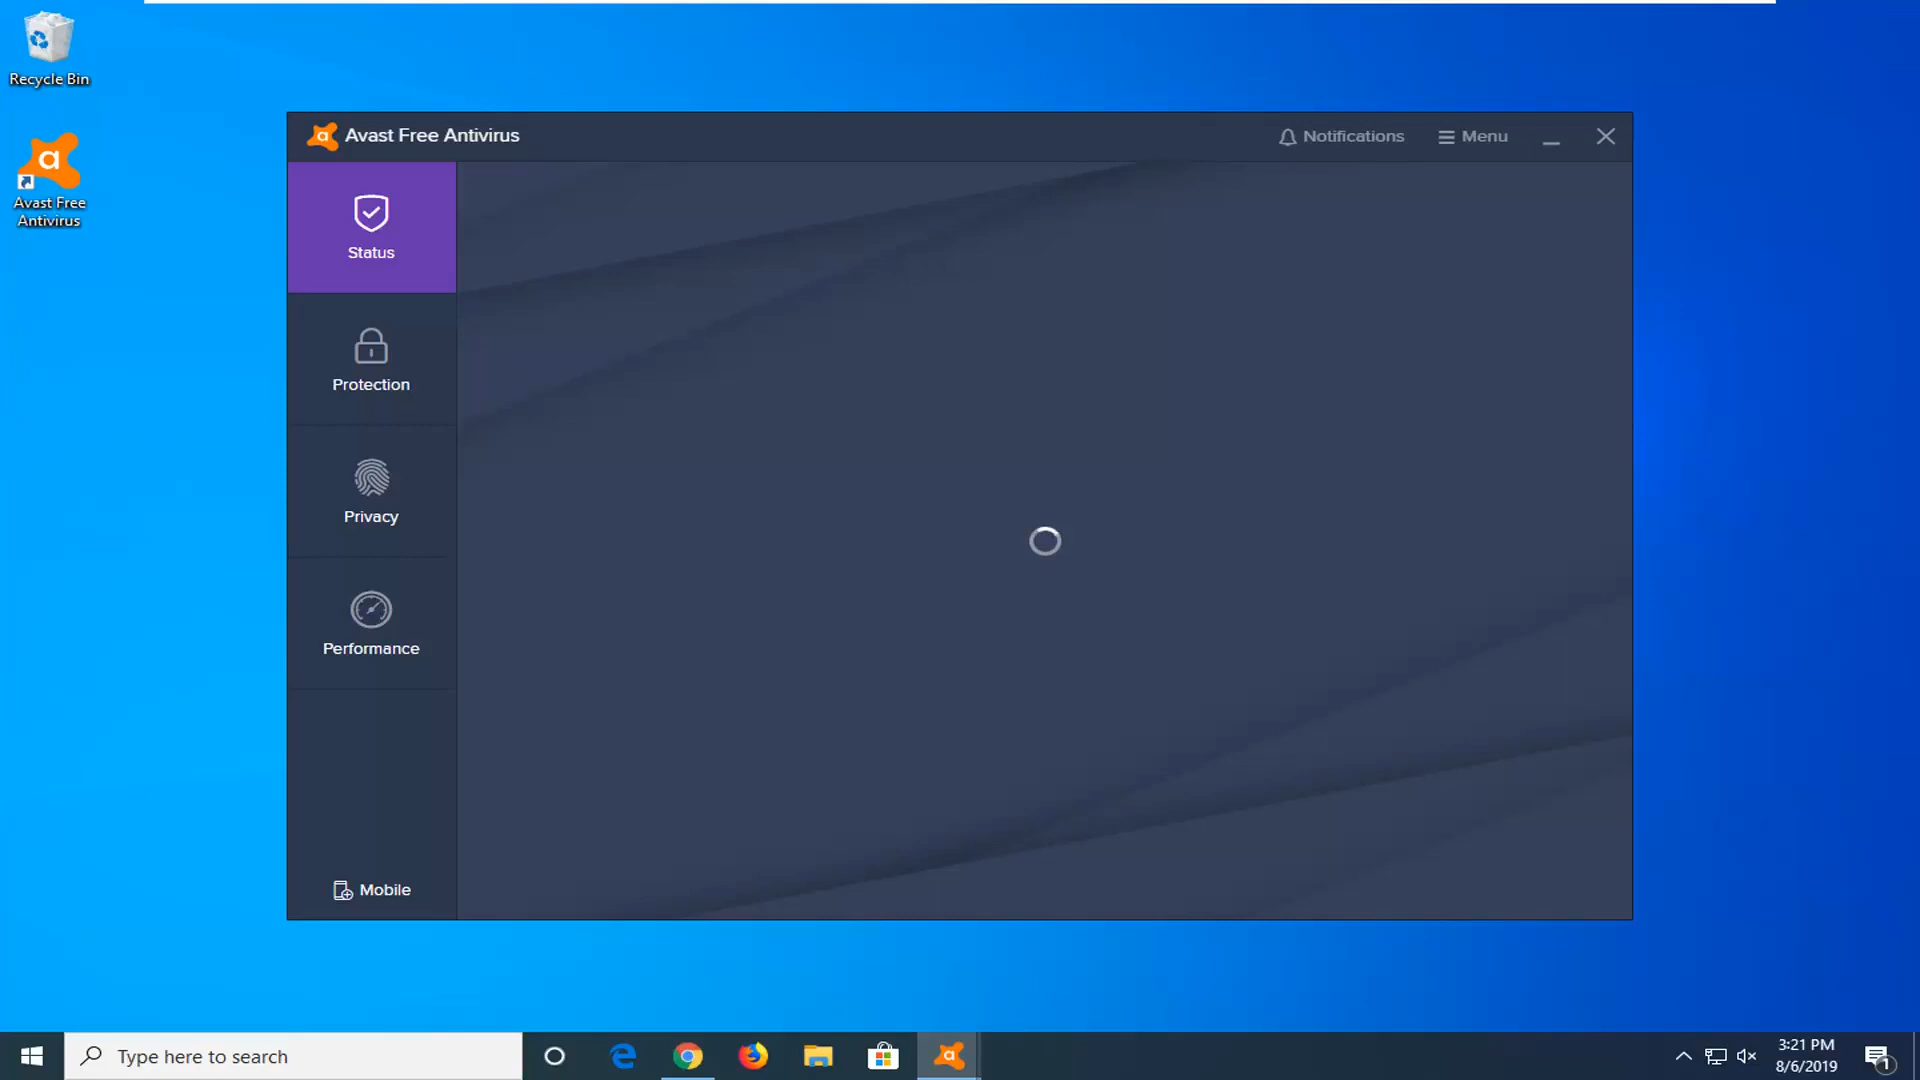 Recycle Bin
Avast Free
Antivirus
Avast Free Antivirus
Notifications
Menu
Status
Protection
Privacy
Performance
Mobile
Type here to search
3:21 PM
8/6/2019
1